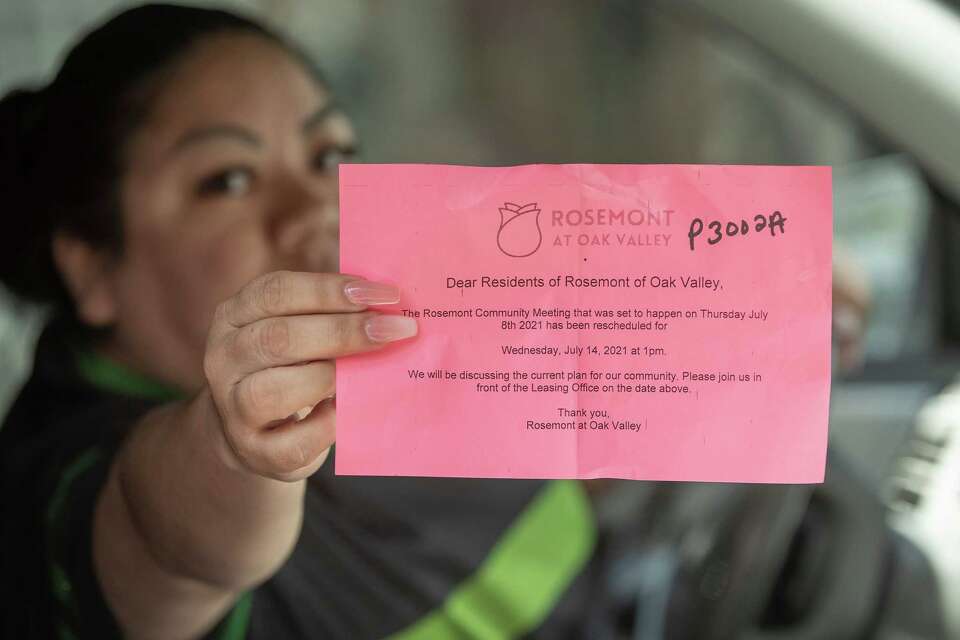 ROSEMONT
AT OAK VALLEY
P3002A
Dear Residents of Rosemont of Oak Valley,
The Rosemont Community Meeting that was set to happen on Thursday July
8th 2021 has been rescheduled for
Wednesday, July 14, 2021 at 1pm.
We will be discussing the current plan for our community. Please join us in
front of the Leasing Office on the date above.
Thank you,
Rosemont at Oak Valley